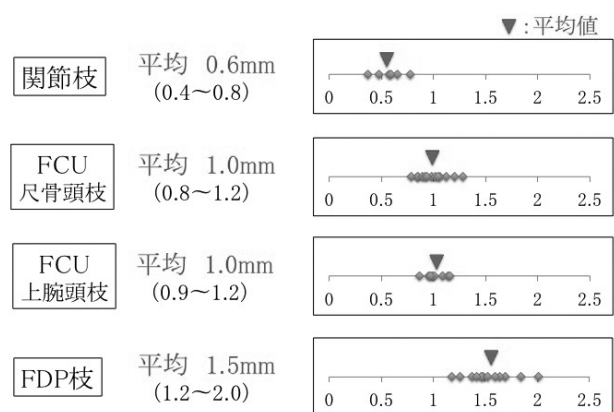 ▼:平均値
関節枝
平均 0.6mm
(0.4〜0.8)
0 0.5 1 1.5 2 2.5
FCU
尺骨頭枝
平均 1.0mm
(0.8〜1.2)
0 0.5 1 1.5 2 2.5
FCU
上腕頭枝
平均 1.0mm
(0.9〜1.2)
0 0.5 1 1.5 2 2.5
FDP枝
平均 1.5mm
(1.2〜2.0)
0 0.5 1 1.5 2 2.5